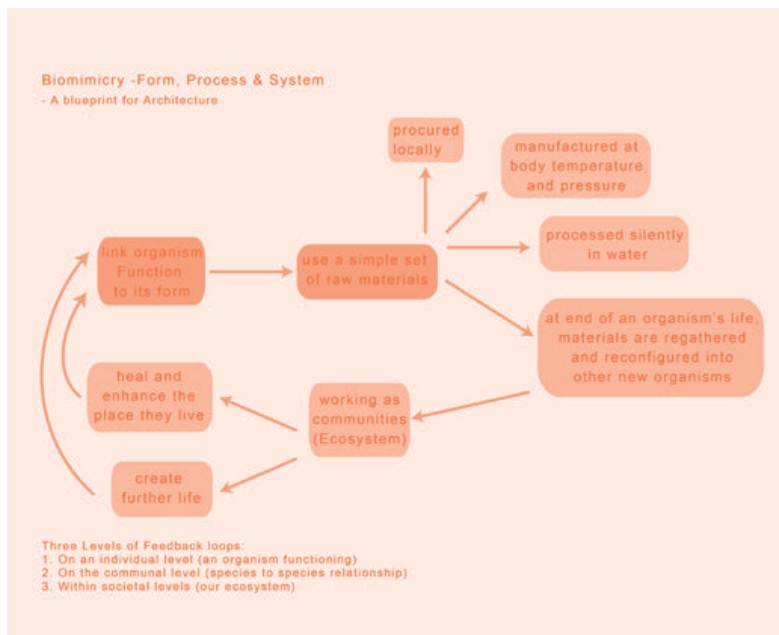 Biomimicry -Form, Process & System
- A blueprint for Architecture
procured
locally
manufactured at
body temperature
and pressure
link organism
Function
to its form
use a simple set
of raw materials
processed silently
in water
at end of an organism's life,
materials are regathered
and reconfigured into
other new organisms
heal and
enhance the
place they live
working as
communities
(Ecosystem)
create
further life
Three Levels of Feedback loops:
1. On an individual level (an organism functioning)
2. On the communal level (species to species relationship)
3. Within societal levels (our ecosystem)